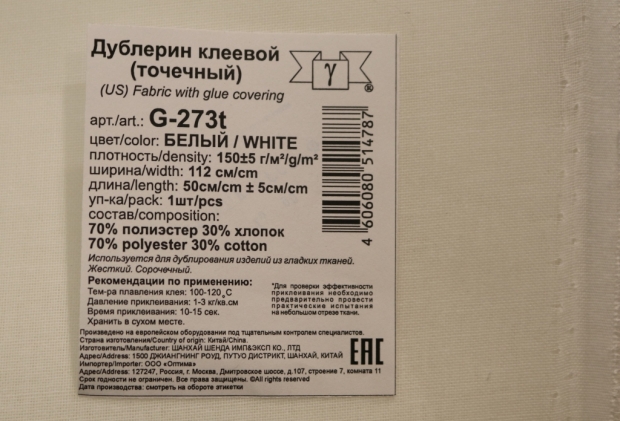 Дублерин клеевой
(точечный)
γ
®
(US) Fabric with glue covering
арт./art.: G-273t
цвет/color: БЕЛЫЙ / WHITE
плотность/density: 150±5 г/м²/g/m²
ширина/width: 112 см/cm
длина/length: 50см/cm ± 5см/cm
уп-ка/pack: 1шт/pcs
состав/composition:
70% полиэстер 30% хлопок
70% polyester 30% cotton
4 606080 514787
Используется для дублирования изделий из гладких тканей.
Жесткий. Сорочечный.
Рекомендации по применению:
Тем-ра плавления клея: 100-120°С
Давление приклеивания: 1-3 кг/кв.см
Время приклеивания: 10-15 сек.
Хранить в сухом месте.
*Для проверки эффективности
приклеивания необходимо
предварительно провести
практические испытания
на небольшом отрезе ткани.
Произведено на европейском оборудовании под тщательным контролем специалистов.
Страна изготовления/Country of origin: Китай/China.
Изготовитель/Manufacturer: ШАНХАЙ ШЕНДА ИМП&ЭКСП КО., ЛТД
Адрес/Address: 1500 ДЖИАНГНИНГ РОУД, ПУТУО ДИСТРИКТ, ШАНХАЙ, КИТАЙ
Импортер/Importer: ООО «Оптима»
Адрес/Address: 127247, Россия, г. Москва, Дмитровское шоссе, д.107, строение 7, комната 11
Срок годности не ограничен. Все права защищены. ©All rights reserved
Дата производства: смотреть на обороте этикетки
EAC